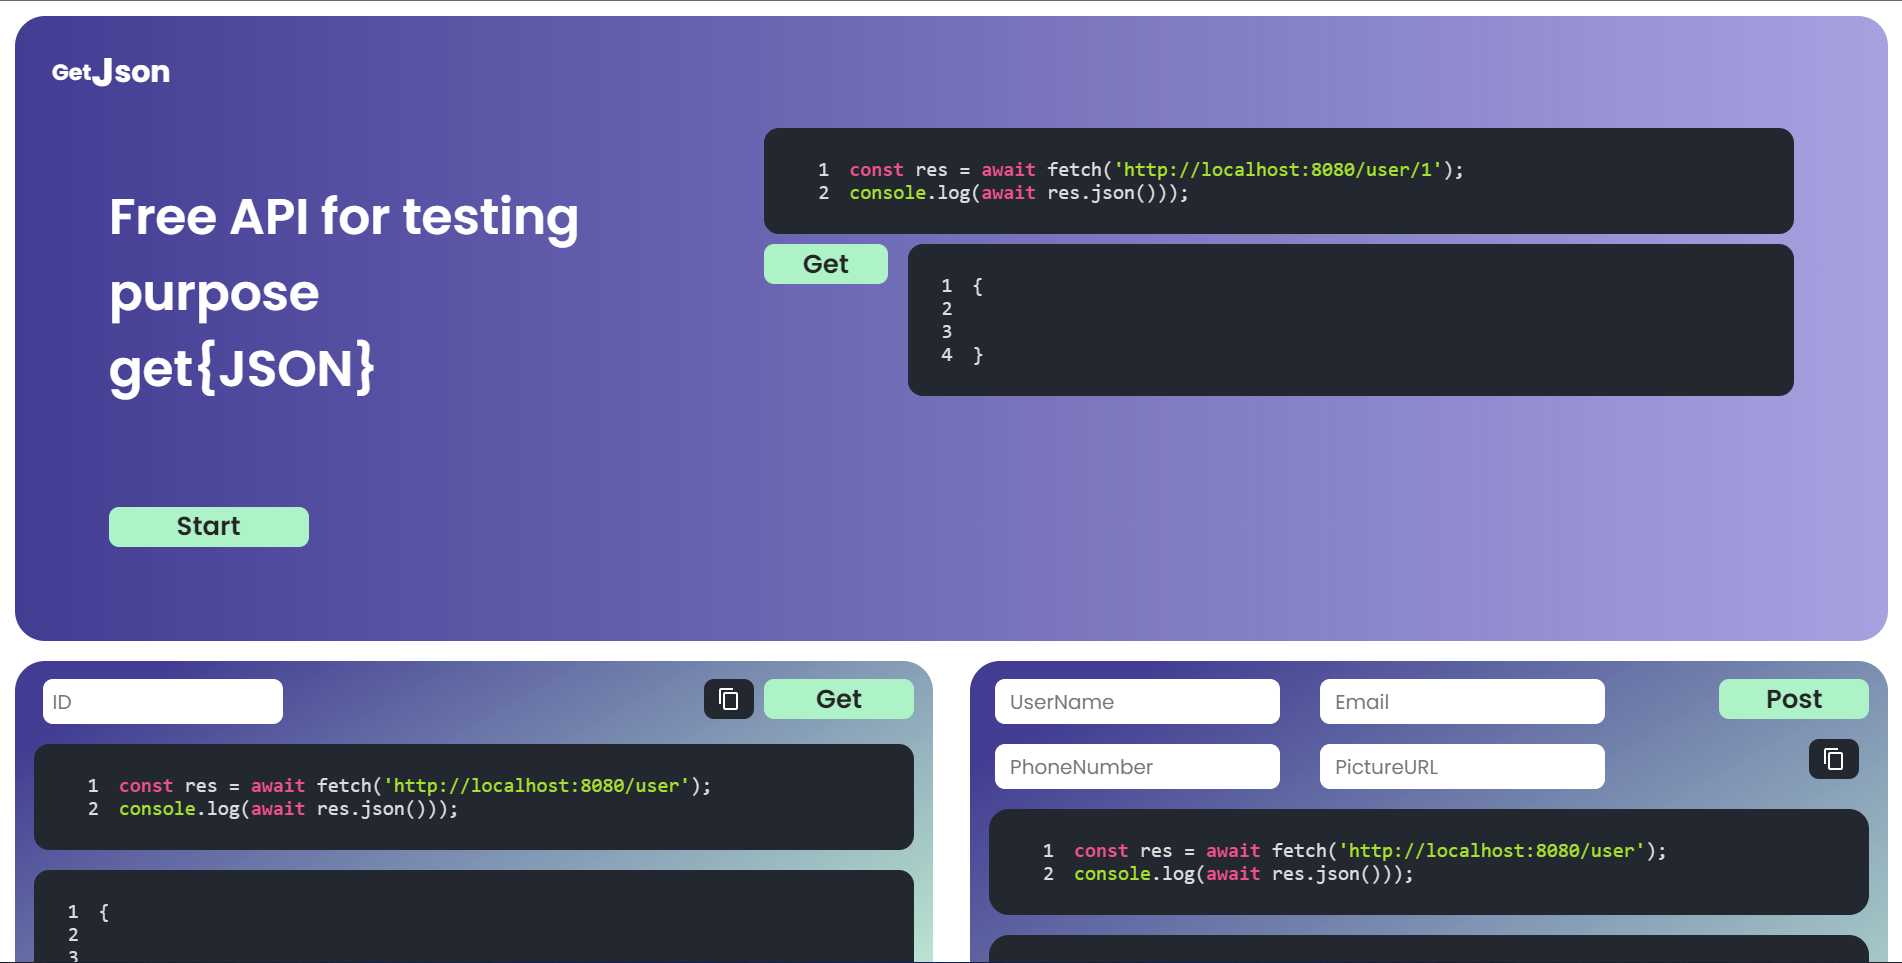 GetJson
Free API for testing
purpose
get{JSON}
Start
1 const res = await fetch('http://localhost:8080/user/1');
2 console.log(await res.json()));
Get
1 {
2
3
4 }
ID
Get
1 const res = await fetch('http://localhost:8080/user');
2 console.log(await res.json()));
1 {
2
3
UserName
Email
Post
PhoneNumber
PictureURL
1 const res = await fetch('http://localhost:8080/user');
2 console.log(await res.json()));